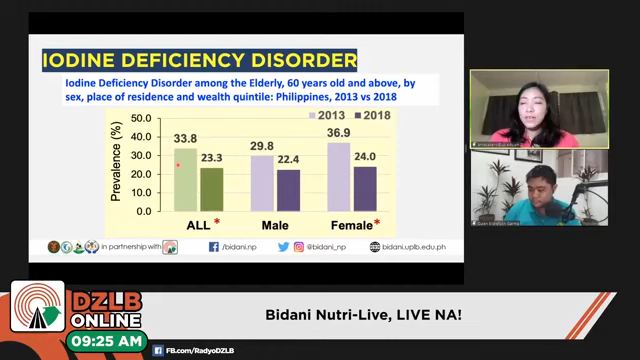 IODINE DEFICIENCY DISORDER
Iodine Deficiency Disorder among the Elderly, 60 years old and above, by
sex, place of residence and wealth quintile: Philippines, 2013 vs 2018
2013 2018
Prevalence (%)
50.0
40.0
30.0
20.0
10.0
0.0
33.8
23.3
29.8
22.4
36.9
24.0
ALL *
Male
Female *
in partnership with
/bidani.np
@bidani_np
bidani.uplb.edu.ph
DZLB
ONLINE
09:25 AM
Bidani Nutri-Live, LIVE NA!
FB.com/RadyoDZLB